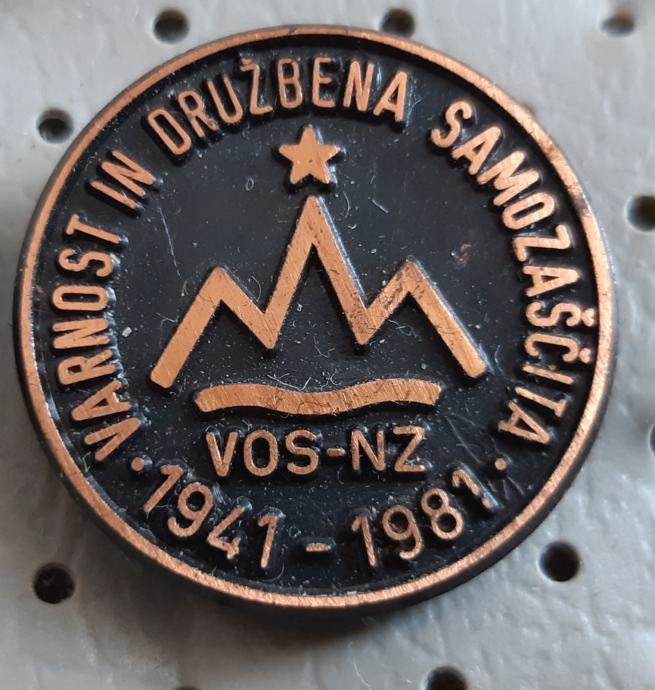 VARNOST IN DRUŽBENA SAMOZAŠČITA
VOS-NZ
· 1941 - 1981 ·